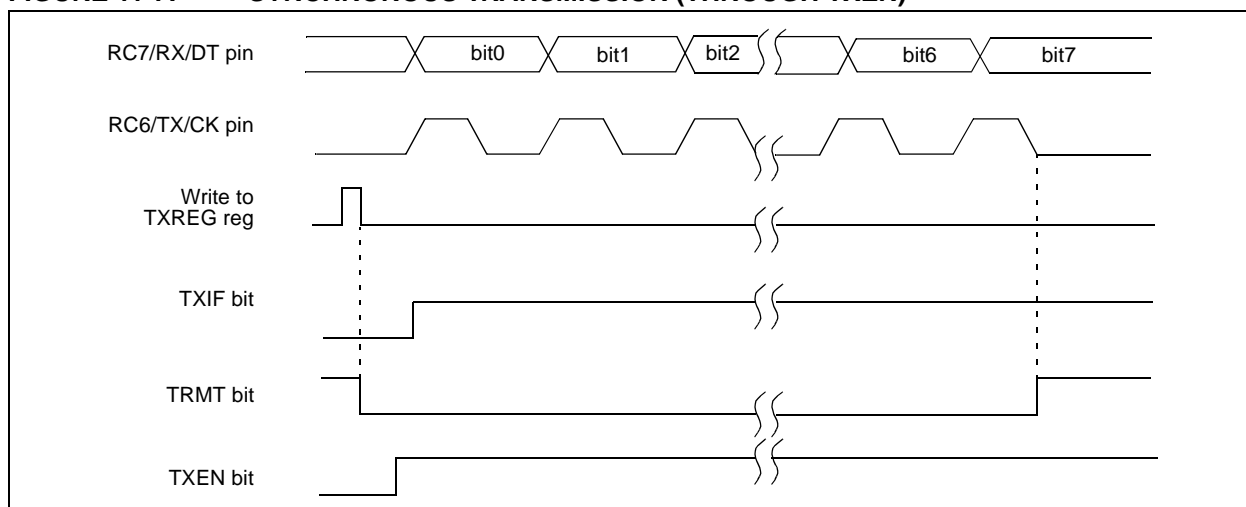 RC7/RX/DT pin
bit0 bit1 bit2 bit6 bit7
RC6/TX/CK pin
Write to
TXREG reg
TXIF bit
TRMT bit
TXEN bit